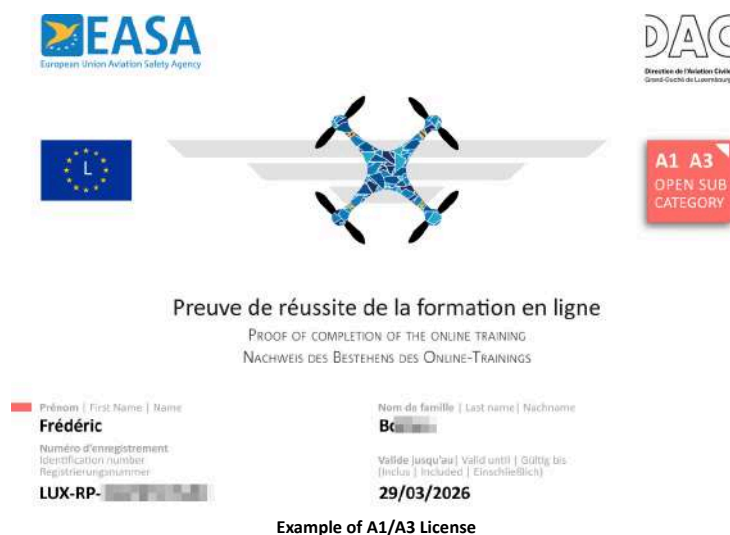 EASA
European Union Aviation Safety Agency
DAC
Direction de l'Aviation Civile
Grand-Duché de Luxembourg
L
A1 A3
OPEN SUB
CATEGORY
Preuve de réussite de la formation en ligne
PROOF OF COMPLETION OF THE ONLINE TRAINING
NACHWEIS DES BESTEHENS DES ONLINE-TRAININGS
Prénom | First Name | Name
Nom de famille | Last name | Nachname
Frédéric
Bo
Numéro d'enregistrement
Identification number
Registrierungsnummer
Valide jusqu'au | Valid until | Gültig bis
(Inclus | Included | Einschließlich)
LUX-RP-
29/03/2026
Example of A1/A3 License